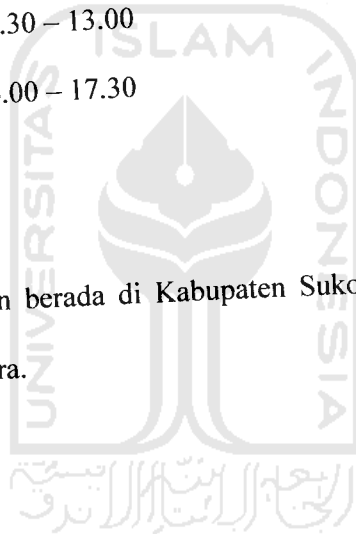 .30 – 13.00
.00 – 17.30
n berada di Kabupaten Suko
ra.
UNIVERSITAS ISLAM INDONESIA